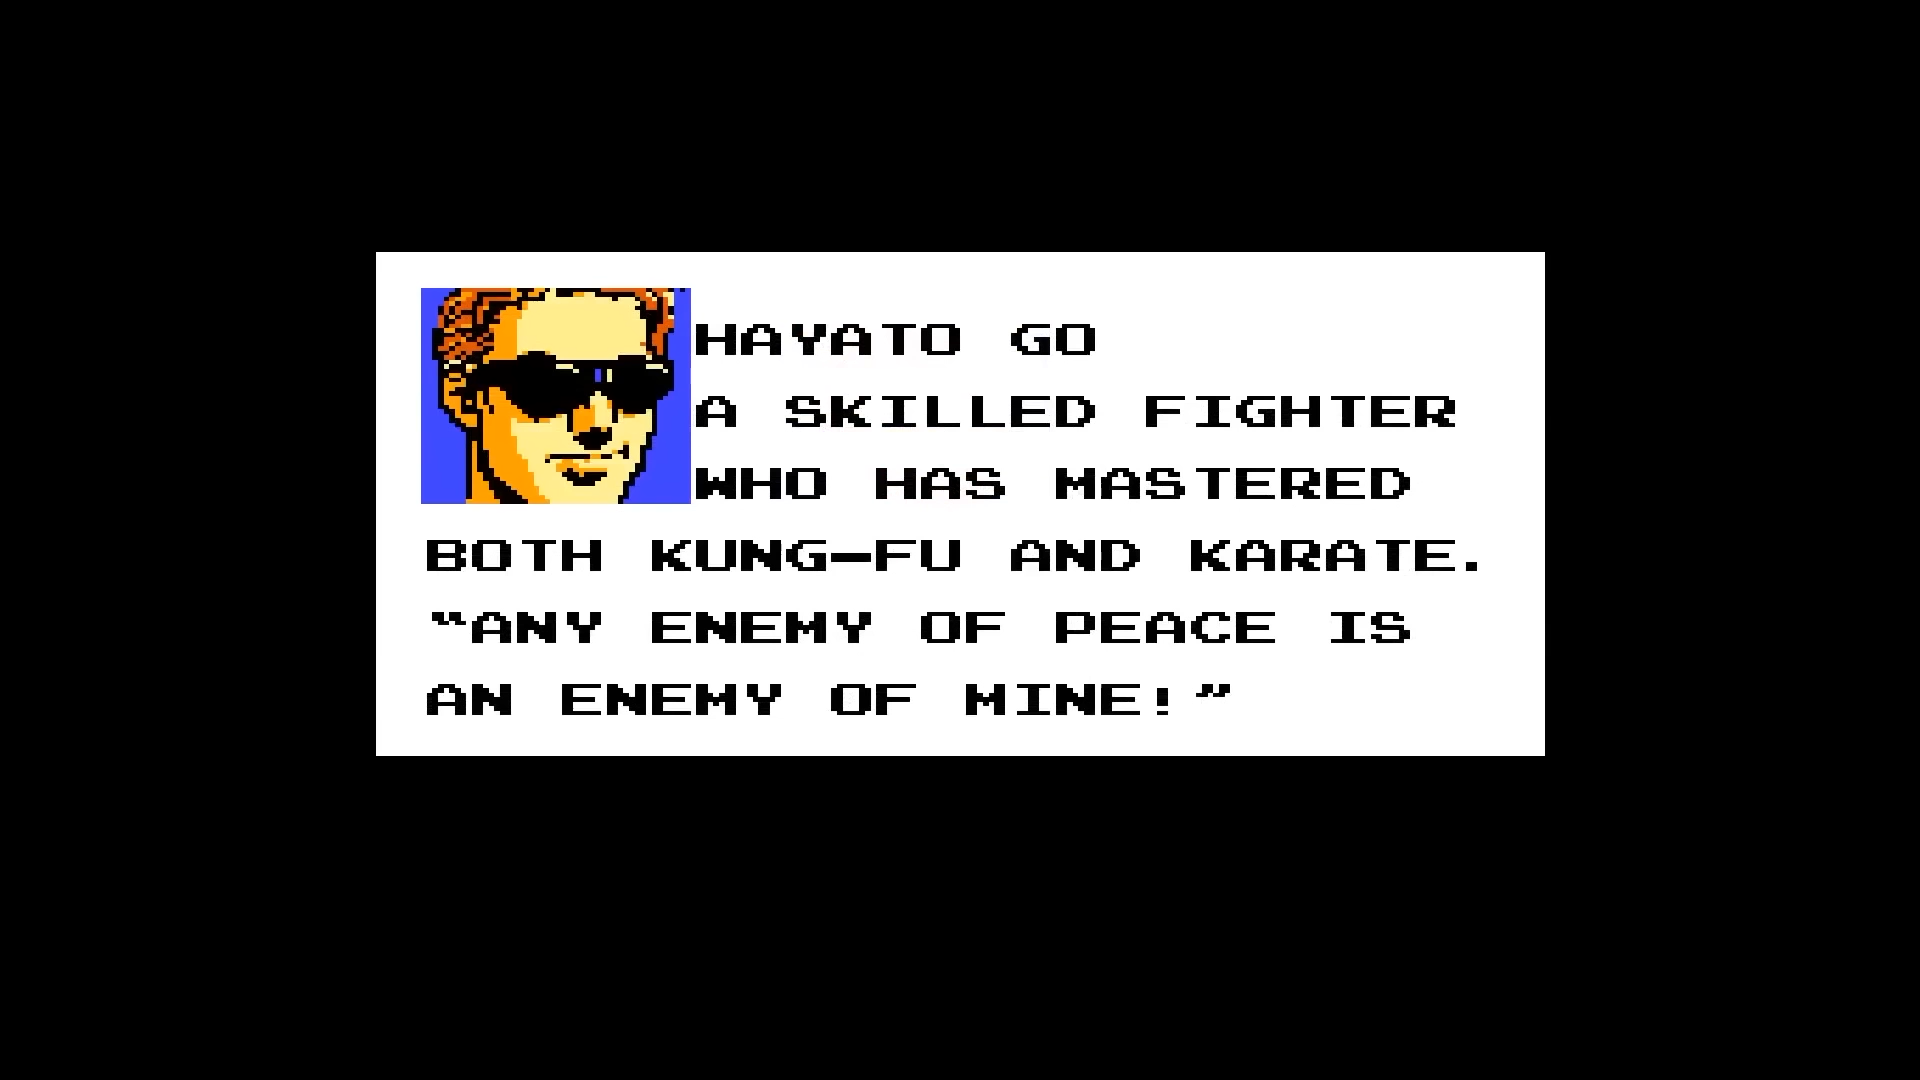 HAYATO GO
A SKILLED FIGHTER
WHO HAS MASTERED
BOTH KUNG-FU AND KARATE.
“ANY ENEMY OF PEACE IS
AN ENEMY OF MINE!”